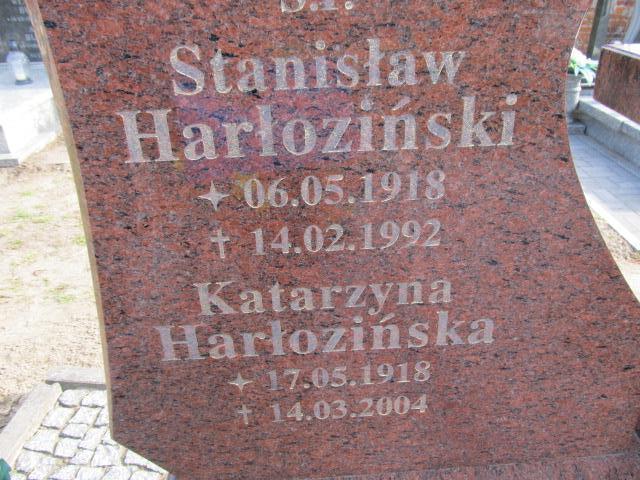 Ś.P.
Stanisław
Harłoziński
✦ 06.05.1918
✝ 14.02.1992
Katarzyna
Harłozińska
✦ 17.05.1918
✝ 14.03.2004